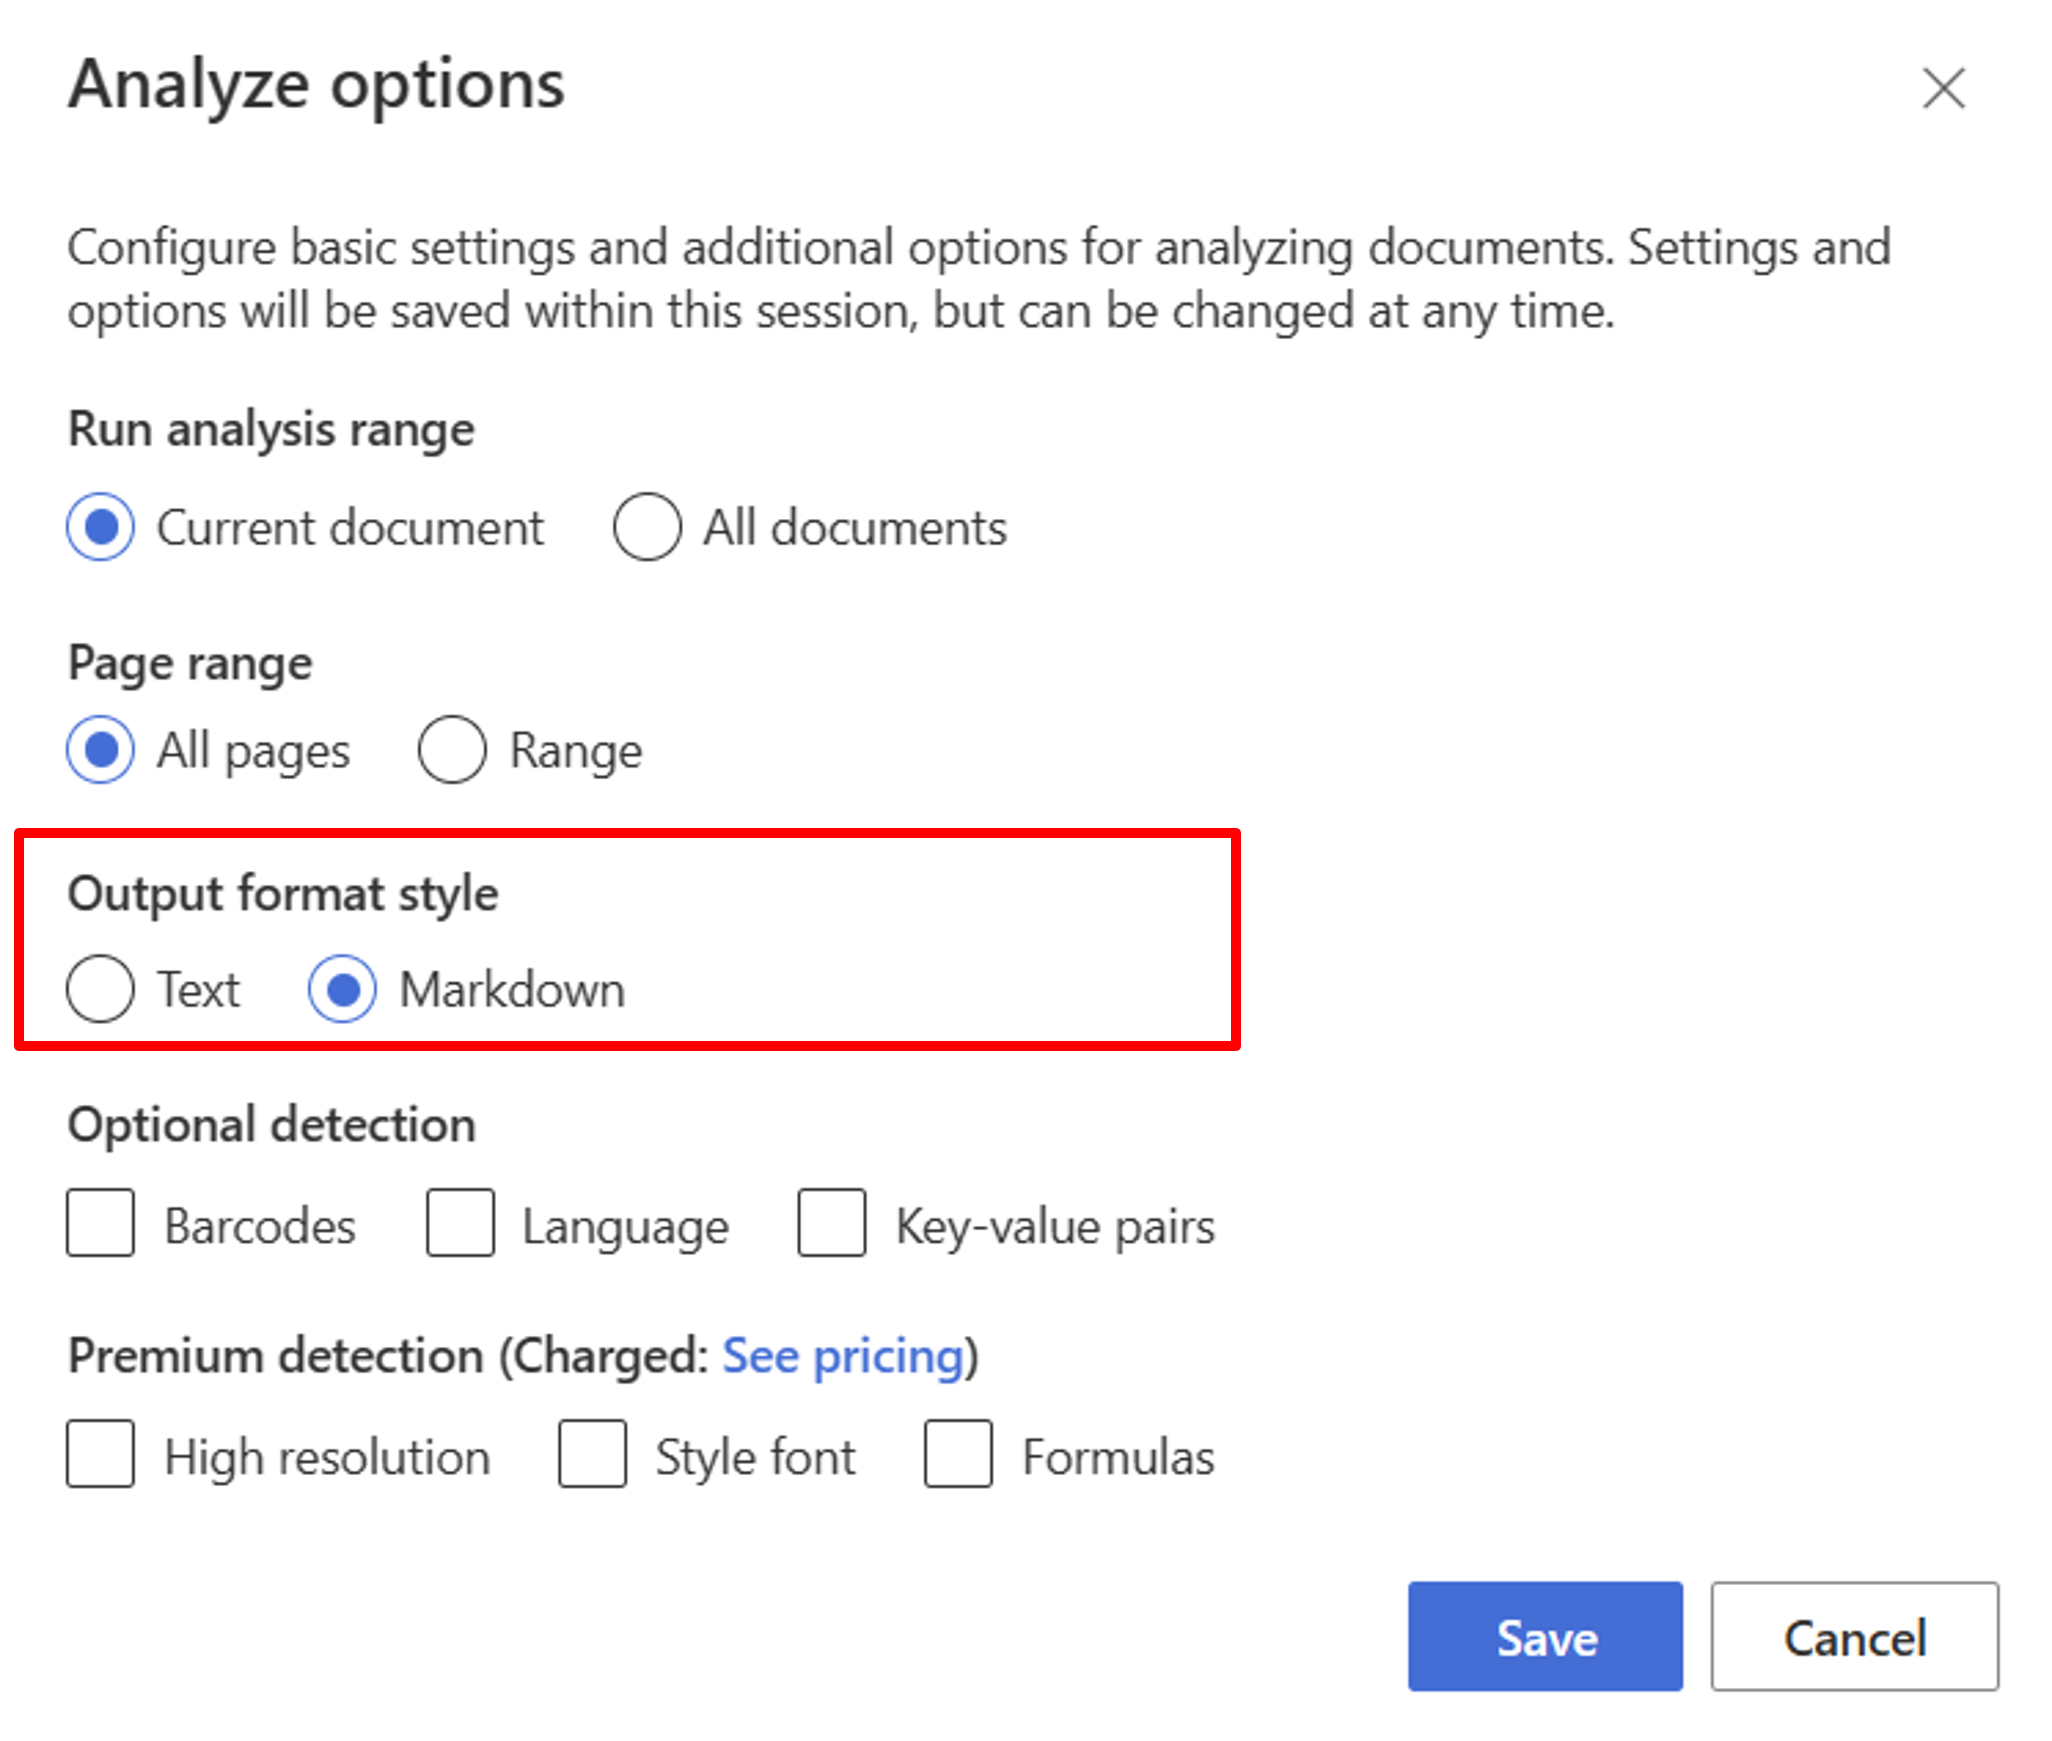 Analyze options
Configure basic settings and additional options for analyzing documents. Settings and
options will be saved within this session, but can be changed at any time.
Run analysis range
Current document All documents
Page range
All pages Range
Output format style
Text Markdown
Optional detection
Barcodes Language Key-value pairs
Premium detection (Charged: See pricing)
High resolution Style font Formulas
Save Cancel